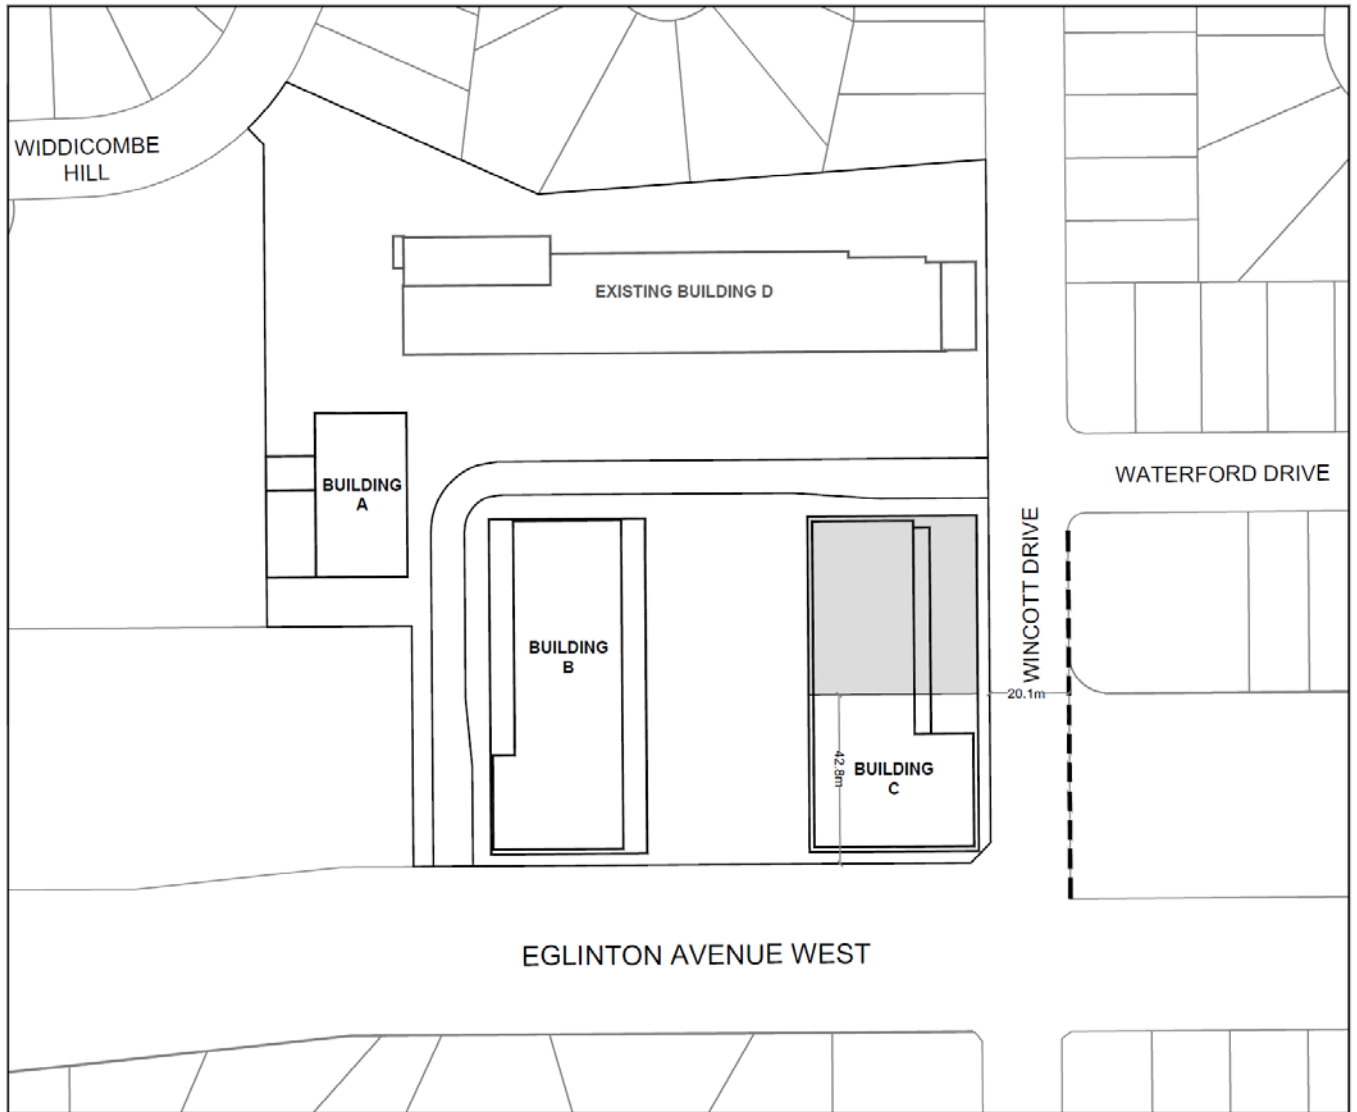 WIDDICOMBE
HILL
EXISTING BUILDING D
WATERFORD DRIVE
BUILDING
A
WINCOTT DRIVE
BUILDING
B
20.1m
42.8m
BUILDING
C
EGLINTON AVENUE WEST